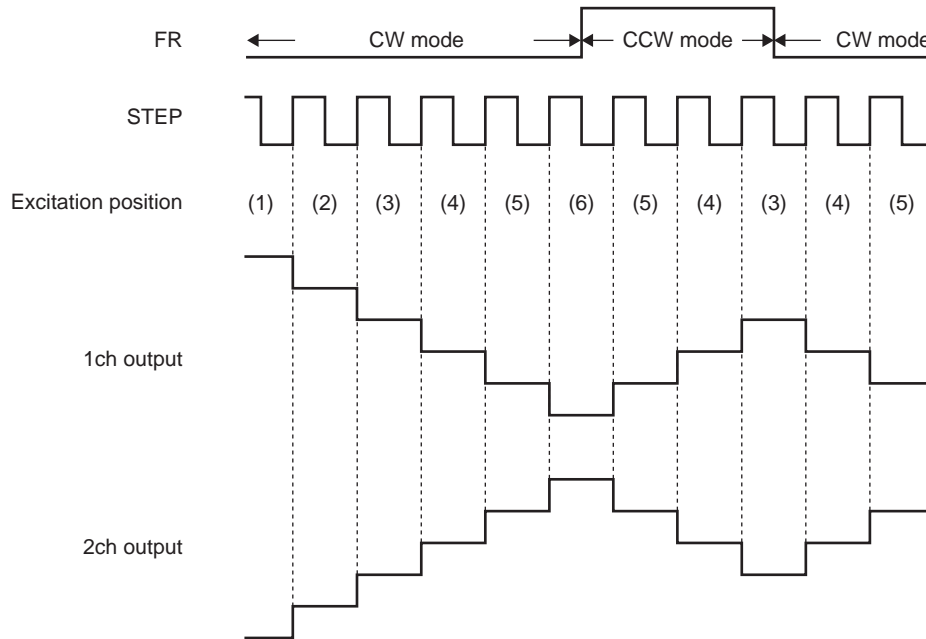 FR
CW mode
CCW mode
CW mode
STEP
Excitation position
(1) (2) (3) (4) (5) (6) (5) (4) (3) (4) (5)
1ch output
2ch output